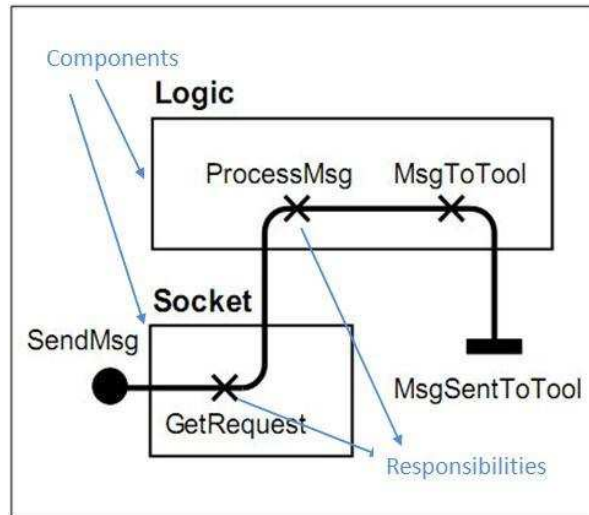 Components
Logic
ProcessMsg
MsgToTool
Socket
SendMsg
MsgSentToTool
GetRequest
Responsibilities